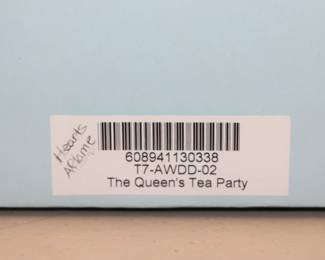 Hearts
Aflame
608941130338
T7-AWDD-02
The Queen's Tea Party